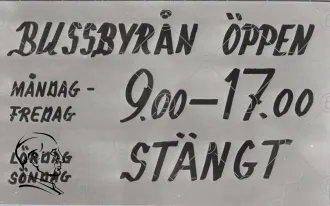 BUSSBYRÅN ÖPPEN
MÅNDAG -
FREDAG
9.00-17.00
LÖRDAG
SÖNDAG
STÄNGT